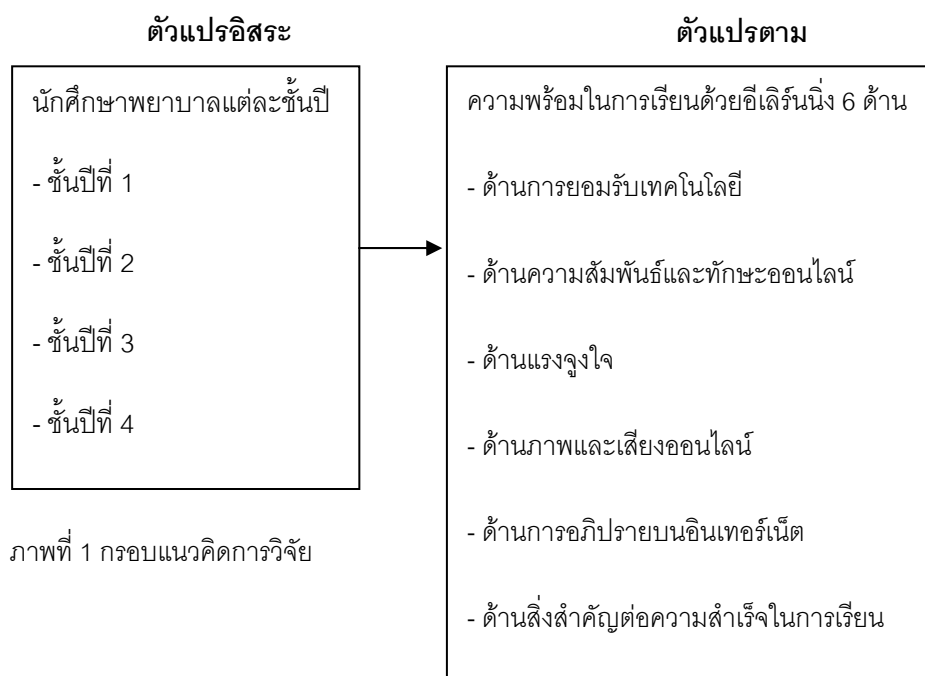 ตัวแปรอิสระ
นักศึกษาพยาบาลแต่ละชั้นปี
- ชั้นปีที่ 1
- ชั้นปีที่ 2
- ชั้นปีที่ 3
- ชั้นปีที่ 4
ตัวแปรตาม
ความพร้อมในการเรียนด้วยอีเลิร์นนิ่ง 6 ด้าน
- ด้านการยอมรับเทคโนโลยี
- ด้านความสัมพันธ์และทักษะออนไลน์
- ด้านแรงจูงใจ
- ด้านภาพและเสียงออนไลน์
- ด้านการอภิปรายบนอินเทอร์เน็ต
- ด้านสิ่งสำคัญต่อความสำเร็จในการเรียน
ภาพที่ 1 กรอบแนวคิดการวิจัย